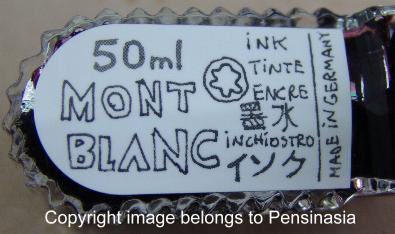 50ml
MONT
BLANC
iNK
TiNTE
ENCRE
墨水
iNCHiOSTRO
インク
MADE iN GERMANY
Copyright image belongs to Pensinasia